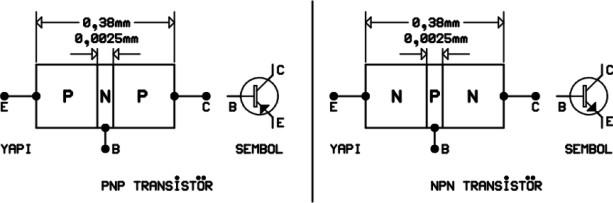 0,38mm
0,0025mm
P N P
E C B C
YAPI B SEMBOL E
PNP TRANSİSTÖR
0,38mm
0,0025mm
N P N
E C B C
YAPI B SEMBOL E
NPN TRANSİSTÖR